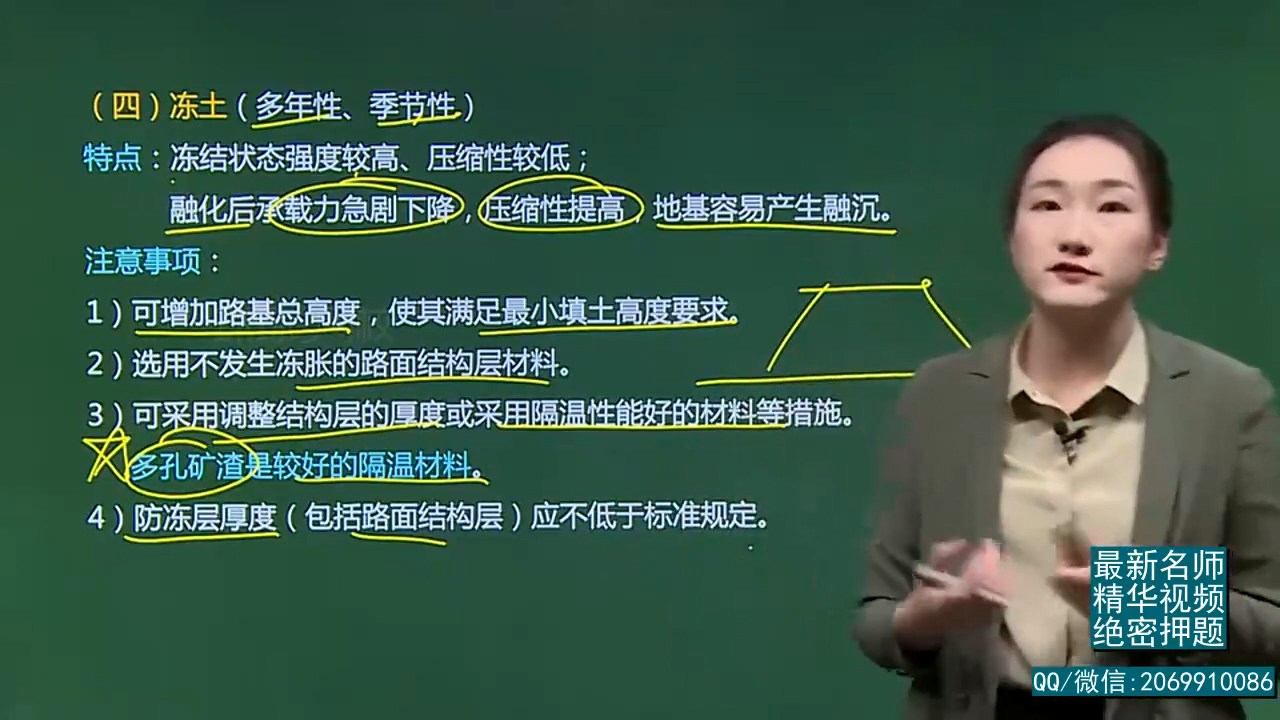 （四）冻土（多年性、季节性）
特点：冻结状态强度较高、压缩性较低；
融化后承载力急剧下降，压缩性提高，地基容易产生融沉。
注意事项：
1）可增加路基总高度，使其满足最小填土高度要求。
2）选用不发生冻胀的路面结构层材料。
3）可采用调整结构层的厚度或采用隔温性能好的材料等措施。
多孔矿渣是较好的隔温材料。
4）防冻层厚度（包括路面结构层）应不低于标准规定。
最新名师
精华视频
绝密押题
QQ/微信:2069910086